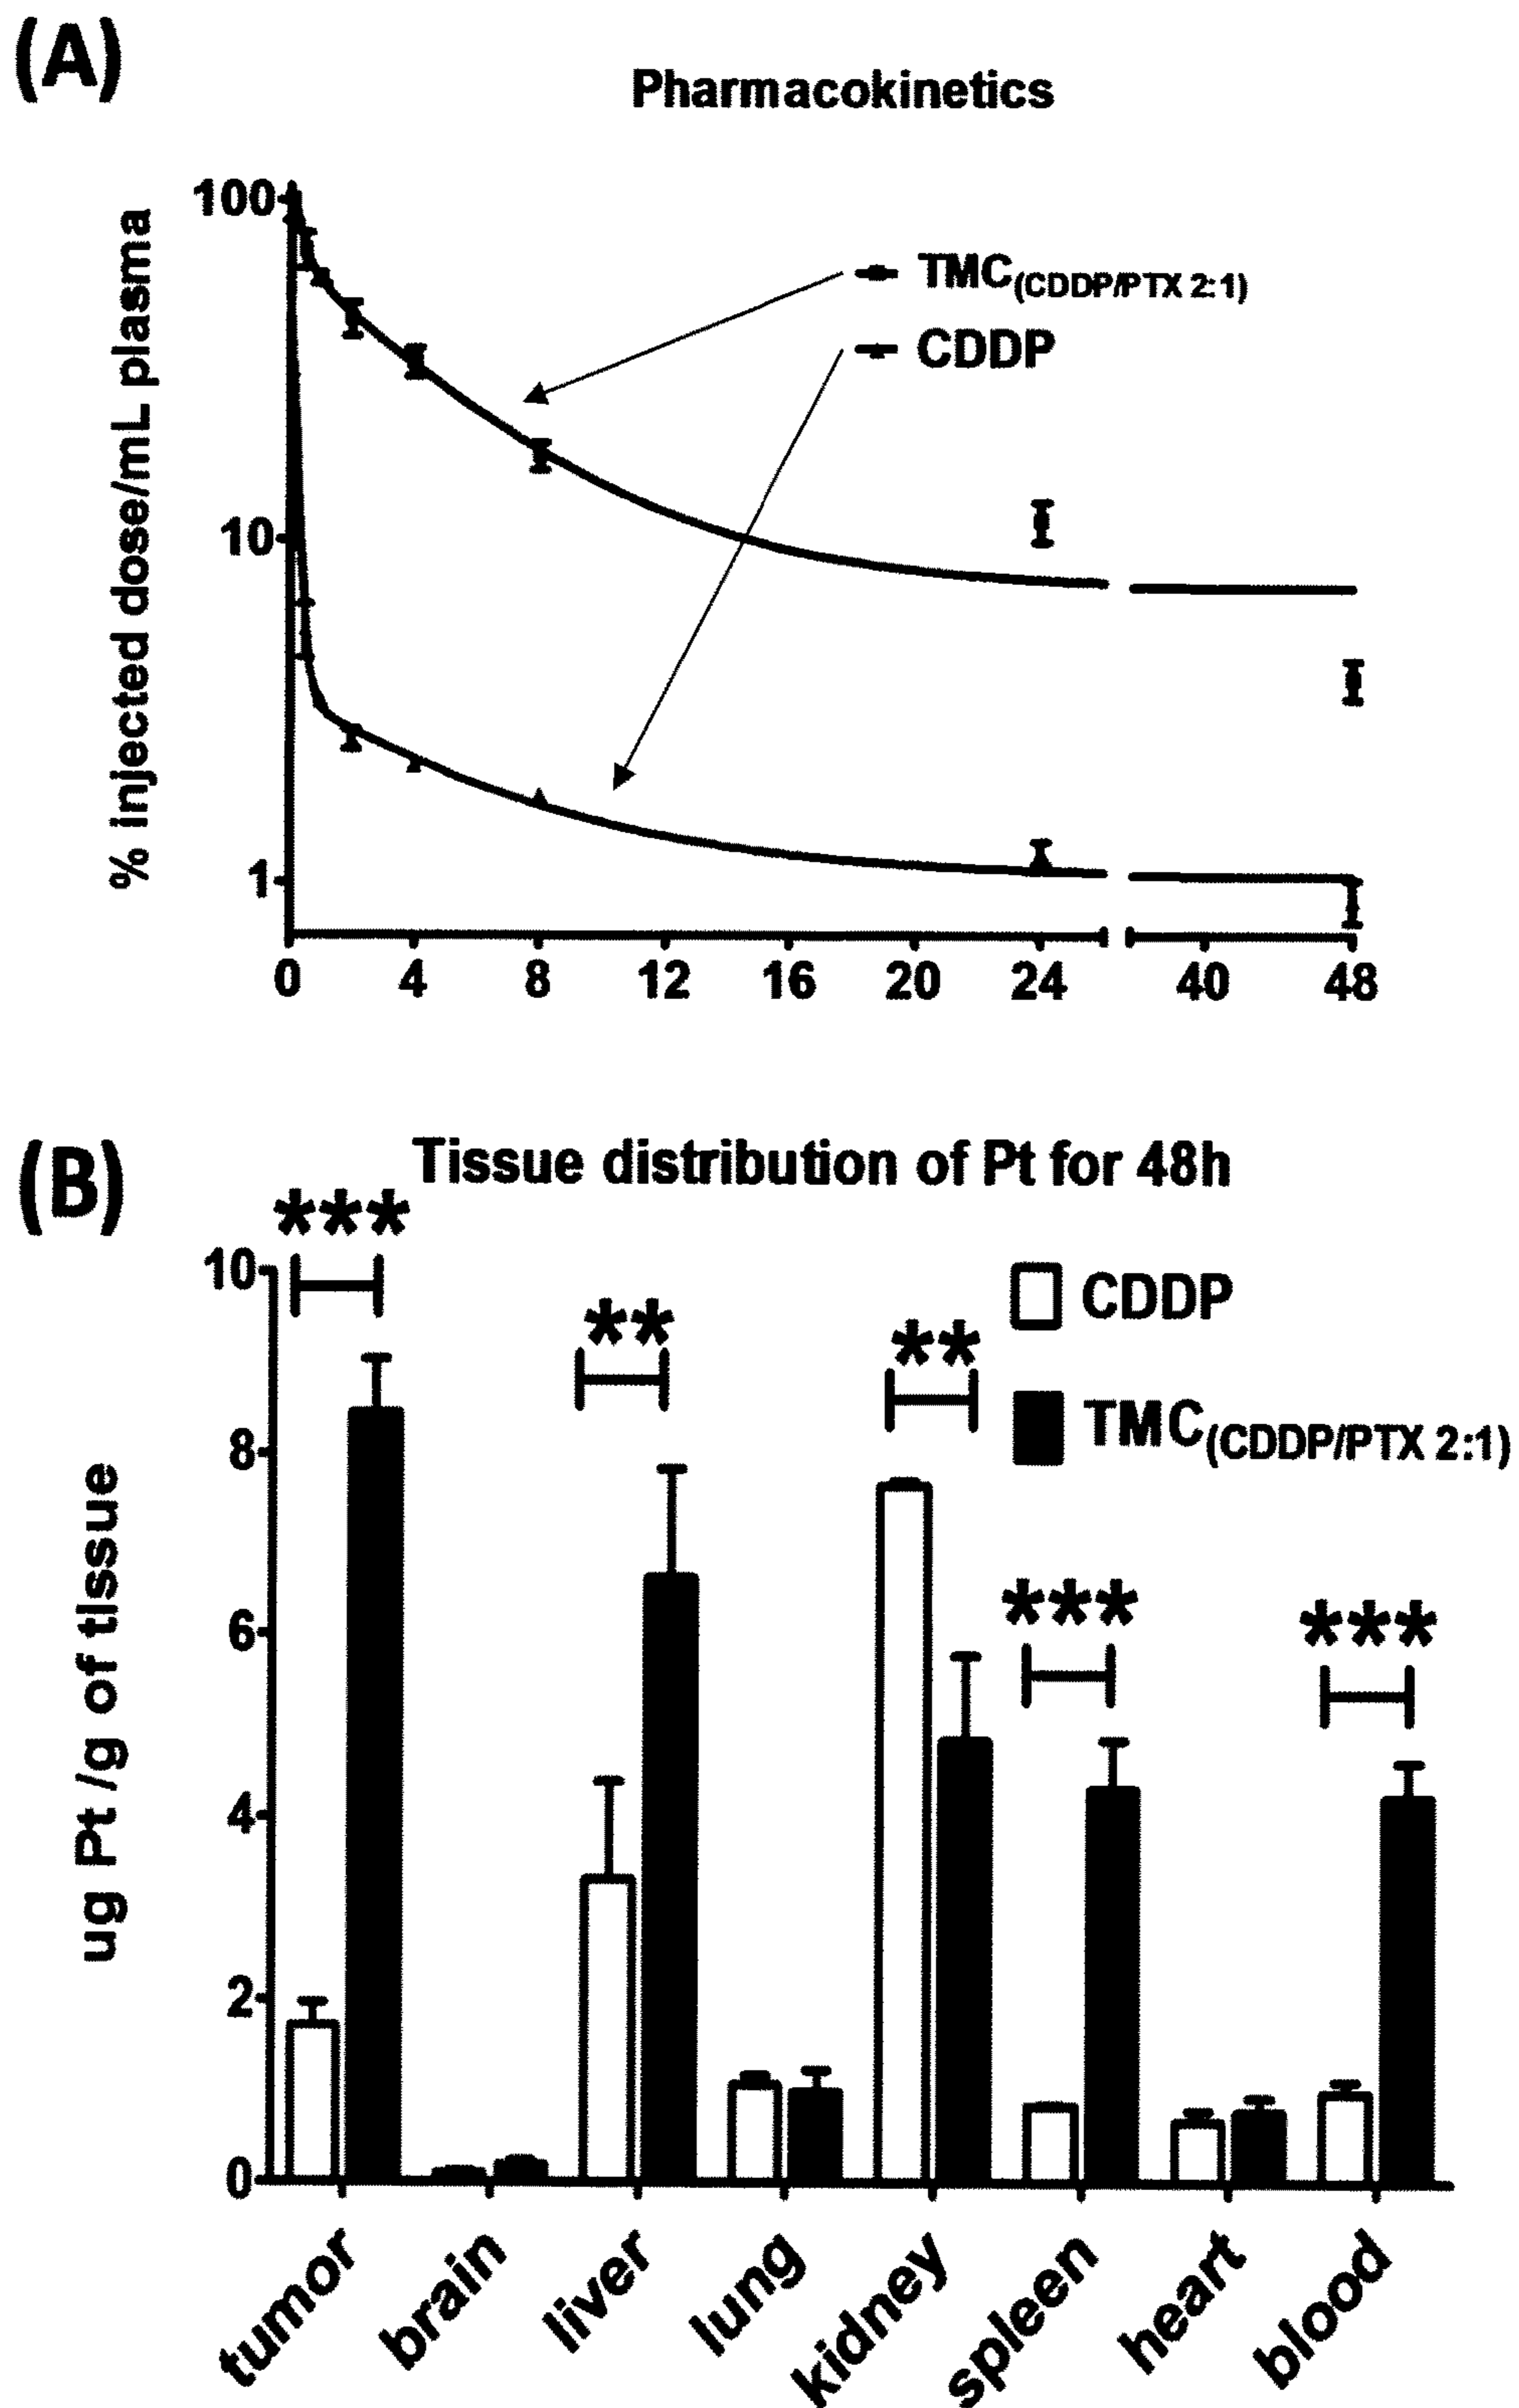 (A)
Pharmacokinetics
% injected dose/mL plasma
100
10
1
TMC(CDDP/PTX 2:1)
CDDP
0 4 8 12 16 20 24 40 48
(B)
Tissue distribution of Pt for 48h
*** ** ** *** ***
CDDP
TMC(CDDP/PTX 2:1)
ug Pt /g of tissue
10
8
6
4
2
0
tumor brain liver lung kidney spleen heart blood